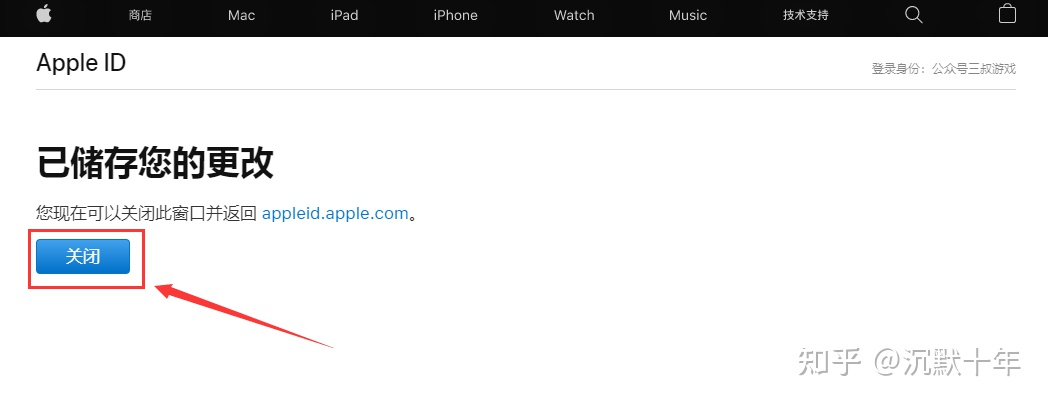 商店 Mac iPad iPhone Watch Music 技术支持
Apple ID
登录身份：公众号三叔游戏
已储存您的更改
您现在可以关闭此窗口并返回 appleid.apple.com。
关闭
知乎 @沉默十年